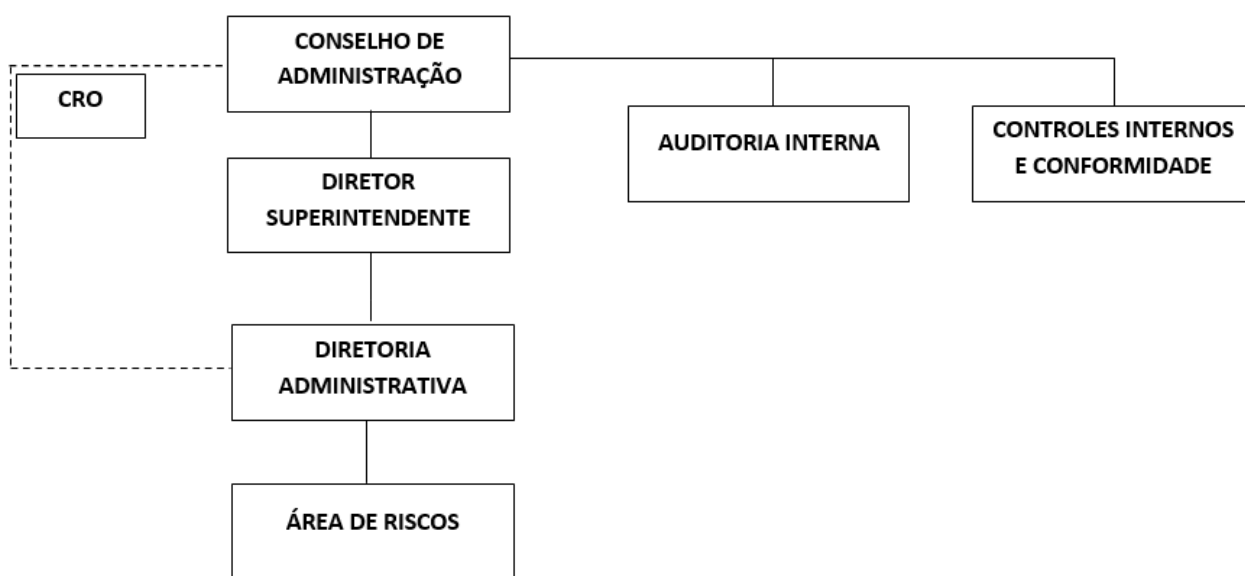 CONSELHO DE
ADMINISTRAÇÃO
CRO
AUDITORIA INTERNA
CONTROLES INTERNOS
E CONFORMIDADE
DIRETOR
SUPERINTENDENTE
DIRETORIA
ADMINISTRATIVA
ÁREA DE RISCOS